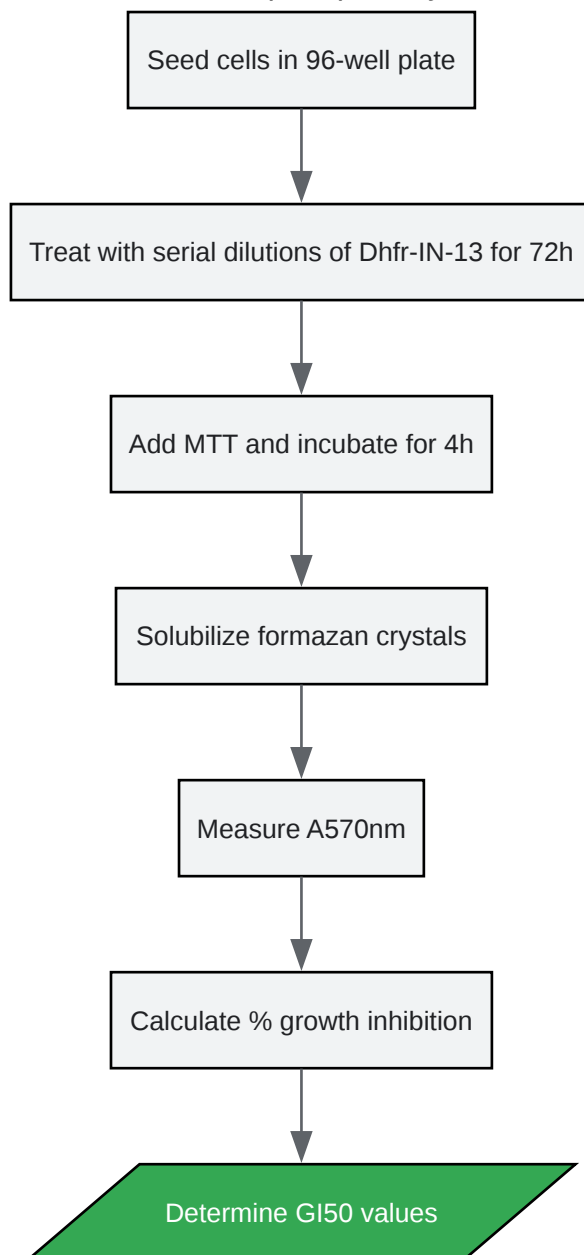 Seed cells in 96-well plate
Treat with serial dilutions of Dhfr-IN-13 for 72h
Add MTT and incubate for 4h
Solubilize formazan crystals
Measure A570nm
Calculate % growth inhibition
Determine GI50 values